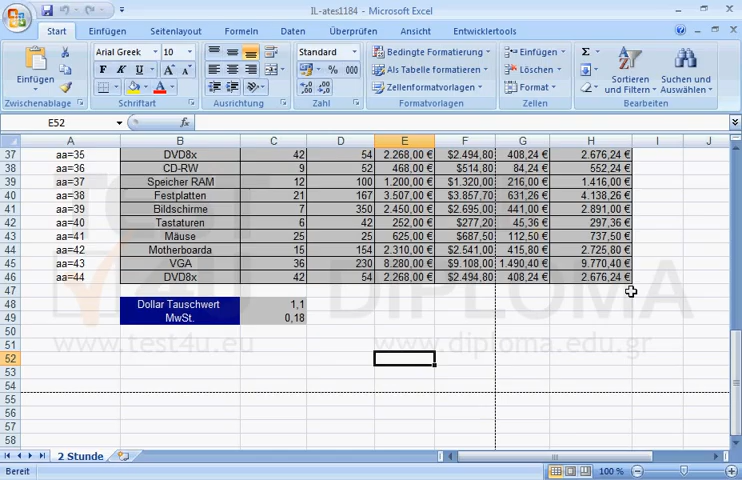 IL-ates1184 - Microsoft Excel
Start Einfügen Seitenlayout Formeln Daten Überprüfen Ansicht Entwicklertools
Einfügen
Arial Greek 10
F K U
Standard
% 000
Bedingte Formatierung
Als Tabelle formatieren
Zellenformatvorlagen
Einfügen
Löschen
Format
Σ
Sortieren und Filtern
Suchen und Auswählen
Zwischenablage Schriftart Ausrichtung Zahl Formatvorlagen Zellen Bearbeiten
E52 fx
A B C D E F G H I J
37 aa=35 DVD8x 42 54 2.268,00 € $2.494,80 408,24 € 2.676,24 €
38 aa=36 CD-RW 9 52 468,00 € $514,80 84,24 € 552,24 €
39 aa=37 Speicher RAM 12 100 1.200,00 € $1.320,00 216,00 € 1.416,00 €
40 aa=38 Festplatten 21 167 3.507,00 € $3.857,70 631,26 € 4.138,26 €
41 aa=39 Bildschirme 7 350 2.450,00 € $2.695,00 441,00 € 2.891,00 €
42 aa=40 Tastaturen 6 42 252,00 € $277,20 45,36 € 297,36 €
43 aa=41 Mäuse 25 25 625,00 € $687,50 112,50 € 737,50 €
44 aa=42 Motherboarda 15 154 2.310,00 € $2.541,00 415,80 € 2.725,80 €
45 aa=43 VGA 36 230 8.280,00 € $9.108,00 1.490,40 € 9.770,40 €
46 aa=44 DVD8x 42 54 2.268,00 € $2.494,80 408,24 € 2.676,24 €
47
48 Dollar Tauschwert 1,1
49 MwSt. 0,18
50
51
52
53
54
55
56
57
58
TEST4U DIPLOMA
www.test4u.eu www.diploma.edu.gr
2 Stunde
Bereit 100 %